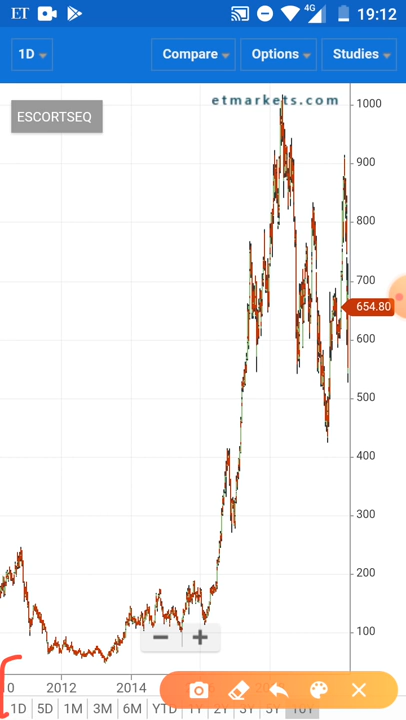 ET 4G 19:12
1D Compare Options Studies
etmarkets.com
ESCORTSEQ
1000
900
800
700
654.80
600
500
400
300
200
100
0 2012 2014
1D 5D 1M 3M 6M YTD 1Y 2Y 3Y 5Y 10Y